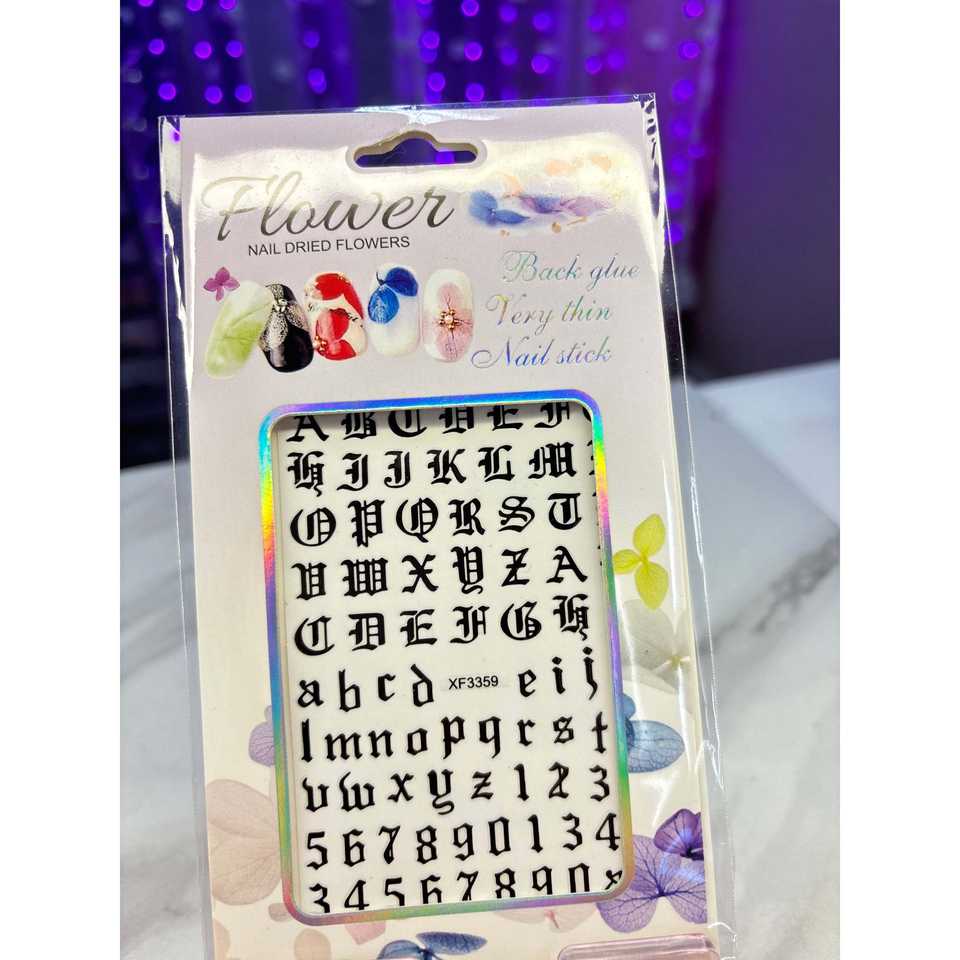 Flower
NAIL DRIED FLOWERS
Back glue
Very thin
Nail stick
A B C D E F
H I J K L M
O P Q R S T
U W X Y Z A
C D E F G H
a b c d XF3359 e i j
l m n o p q r s t
v w x y z 1 2 3
5 6 7 8 9 0 1 3 4
3 4 5 6 7 8 9 0